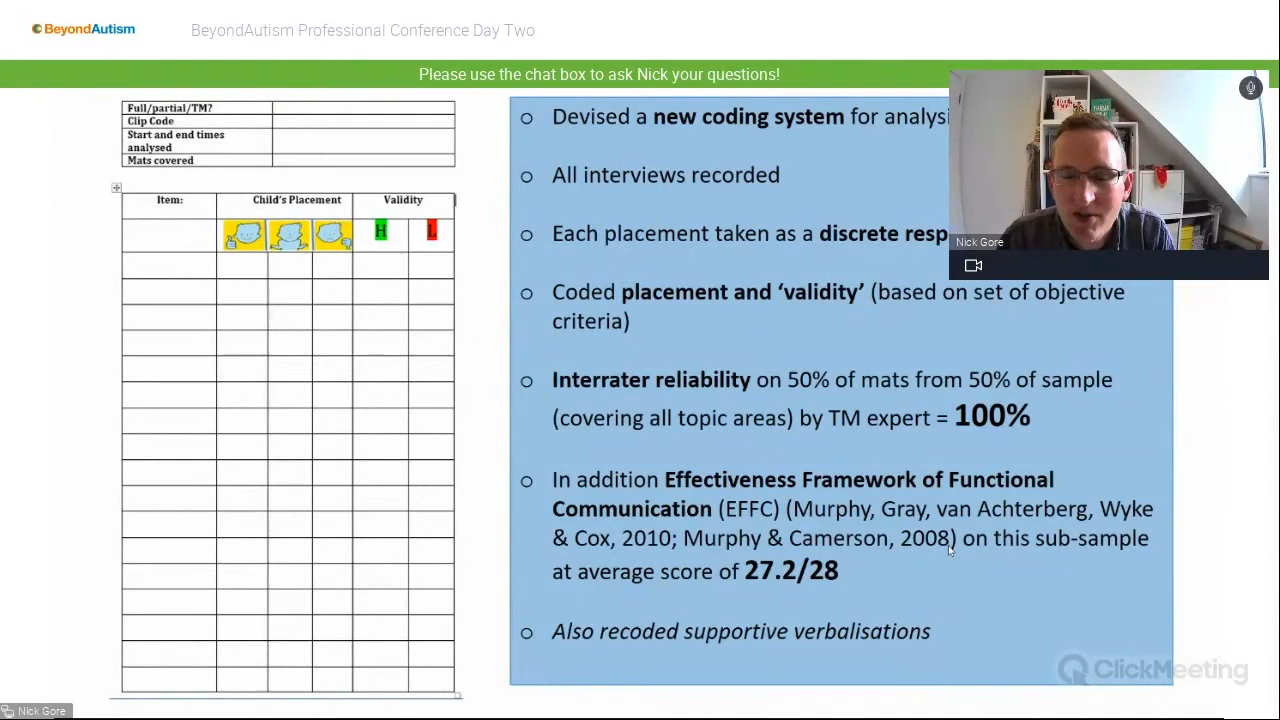 BeyondAutism
BeyondAutism Professional Conference Day Two
Please use the chat box to ask Nick your questions!
Full/partial/TM?
Clip Code
Start and end times
analysed
Mats covered
Item: Child's Placement Validity
H L
o Devised a new coding system for analysi
o All interviews recorded
o Each placement taken as a discrete resp
o Coded placement and 'validity' (based on set of objective
criteria)
o Interrater reliability on 50% of mats from 50% of sample
(covering all topic areas) by TM expert = 100%
o In addition Effectiveness Framework of Functional
Communication (EFFC) (Murphy, Gray, van Achterberg, Wyke
& Cox, 2010; Murphy & Camerson, 2008) on this sub-sample
at average score of 27.2/28
o Also recoded supportive verbalisations
Nick Gore
ClickMeeting
Nick Gore